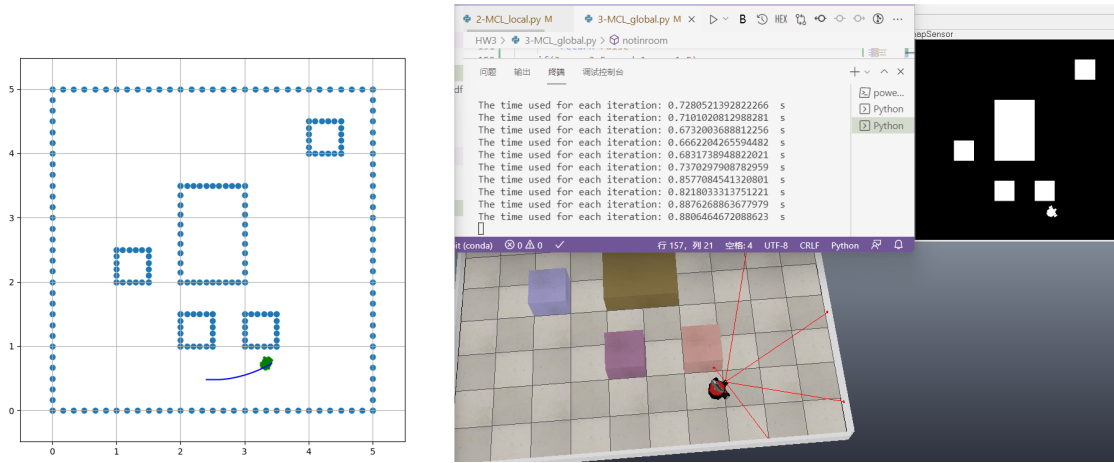 5
4
3
2
1
0
0 1 2 3 4 5
2-MCL_local.py M 3-MCL_global.py M
HW3 > 3-MCL_global.py > notinroom
问题 输出 终端 调试控制台
The time used for each iteration: 0.7280521392822266 s
The time used for each iteration: 0.7101020812988281 s
The time used for each iteration: 0.6732003688812256 s
The time used for each iteration: 0.6662204265594482 s
The time used for each iteration: 0.6831738948822021 s
The time used for each iteration: 0.7370297908782959 s
The time used for each iteration: 0.8577084541320801 s
The time used for each iteration: 0.8218033313751221 s
The time used for each iteration: 0.8876268863677979 s
The time used for each iteration: 0.8806464672088623 s
powe...
Python
Python
(conda) 0 0 行 157，列 21 空格: 4 UTF-8 CRLF Python
df
B HEX
apSensor